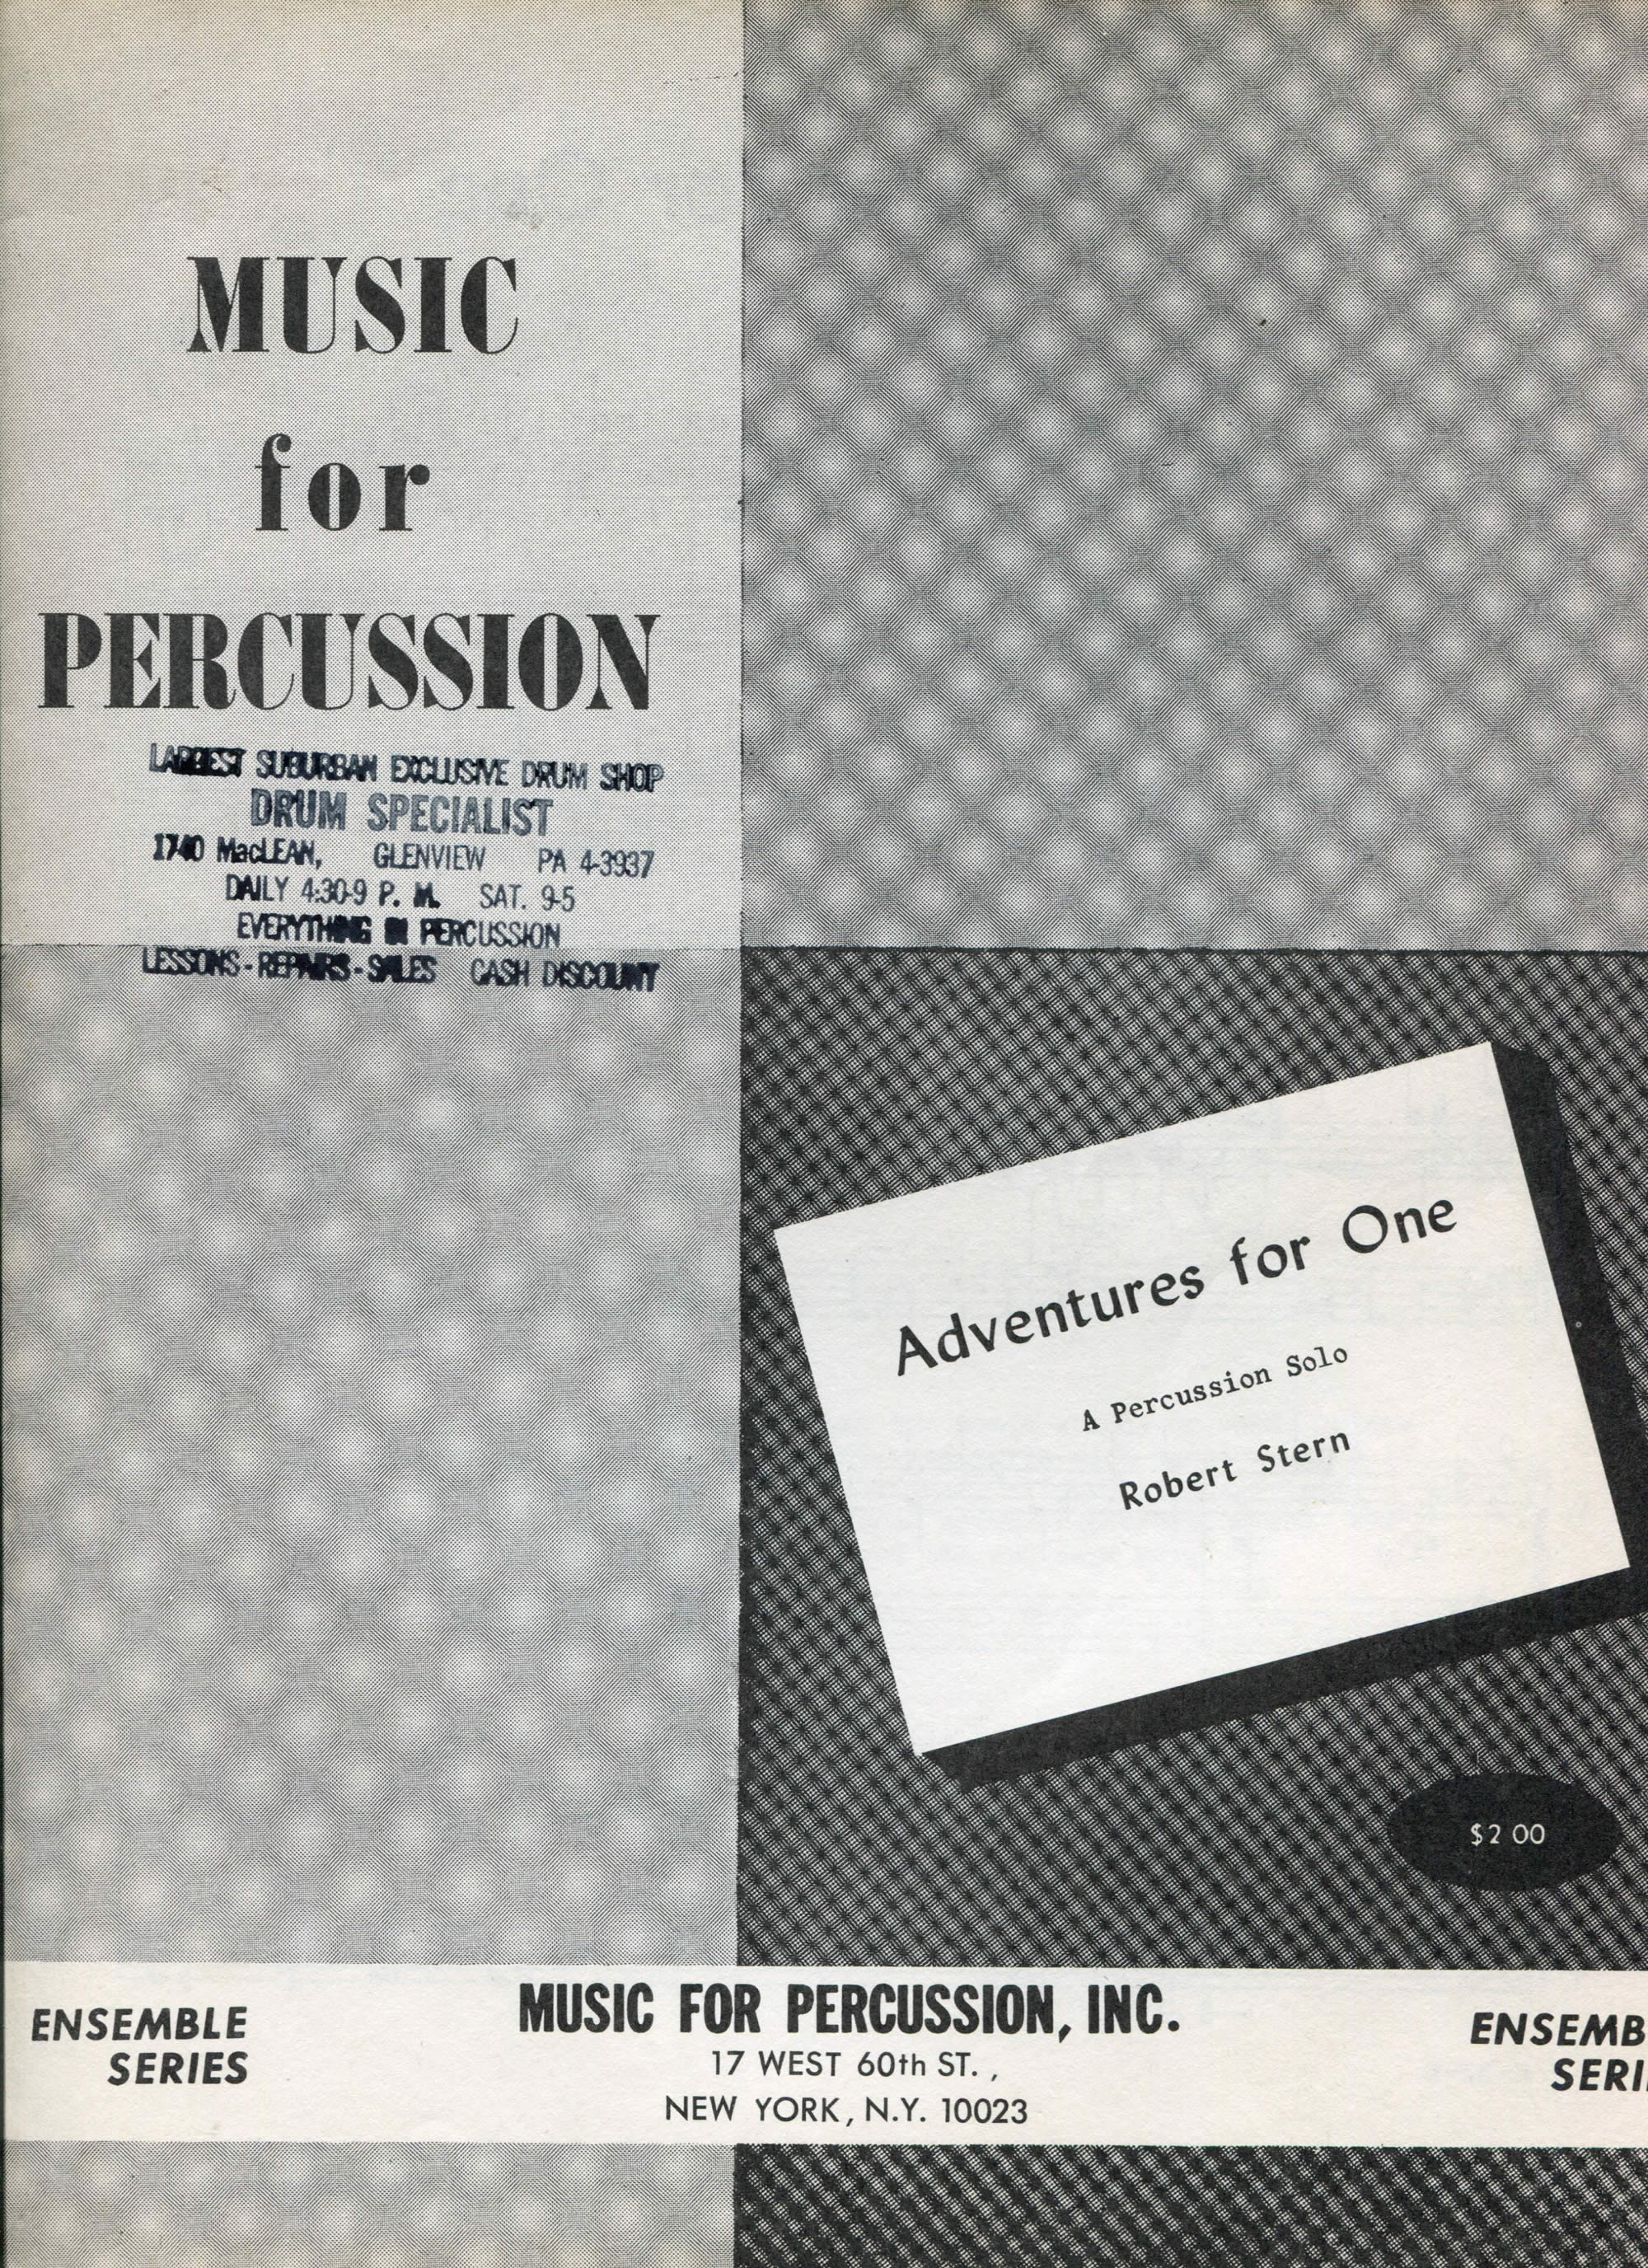 MUSIC
for
PERCUSSION
LARGEST SUBURBAN EXCLUSIVE DRUM SHOP
DRUM SPECIALIST
1740 MacLEAN, GLENVIEW PA 4-3937
DAILY 4:30-9 P. M. SAT. 9-5
EVERYTHING IN PERCUSSION
LESSONS - REPAIRS - SALES CASH DISCOUNT
Adventures for One
A Percussion Solo
Robert Stern
$2 00
ENSEMBLE
SERIES
MUSIC FOR PERCUSSION, INC.
17 WEST 60th ST. ,
NEW YORK, N.Y. 10023
ENSEMB
SERI